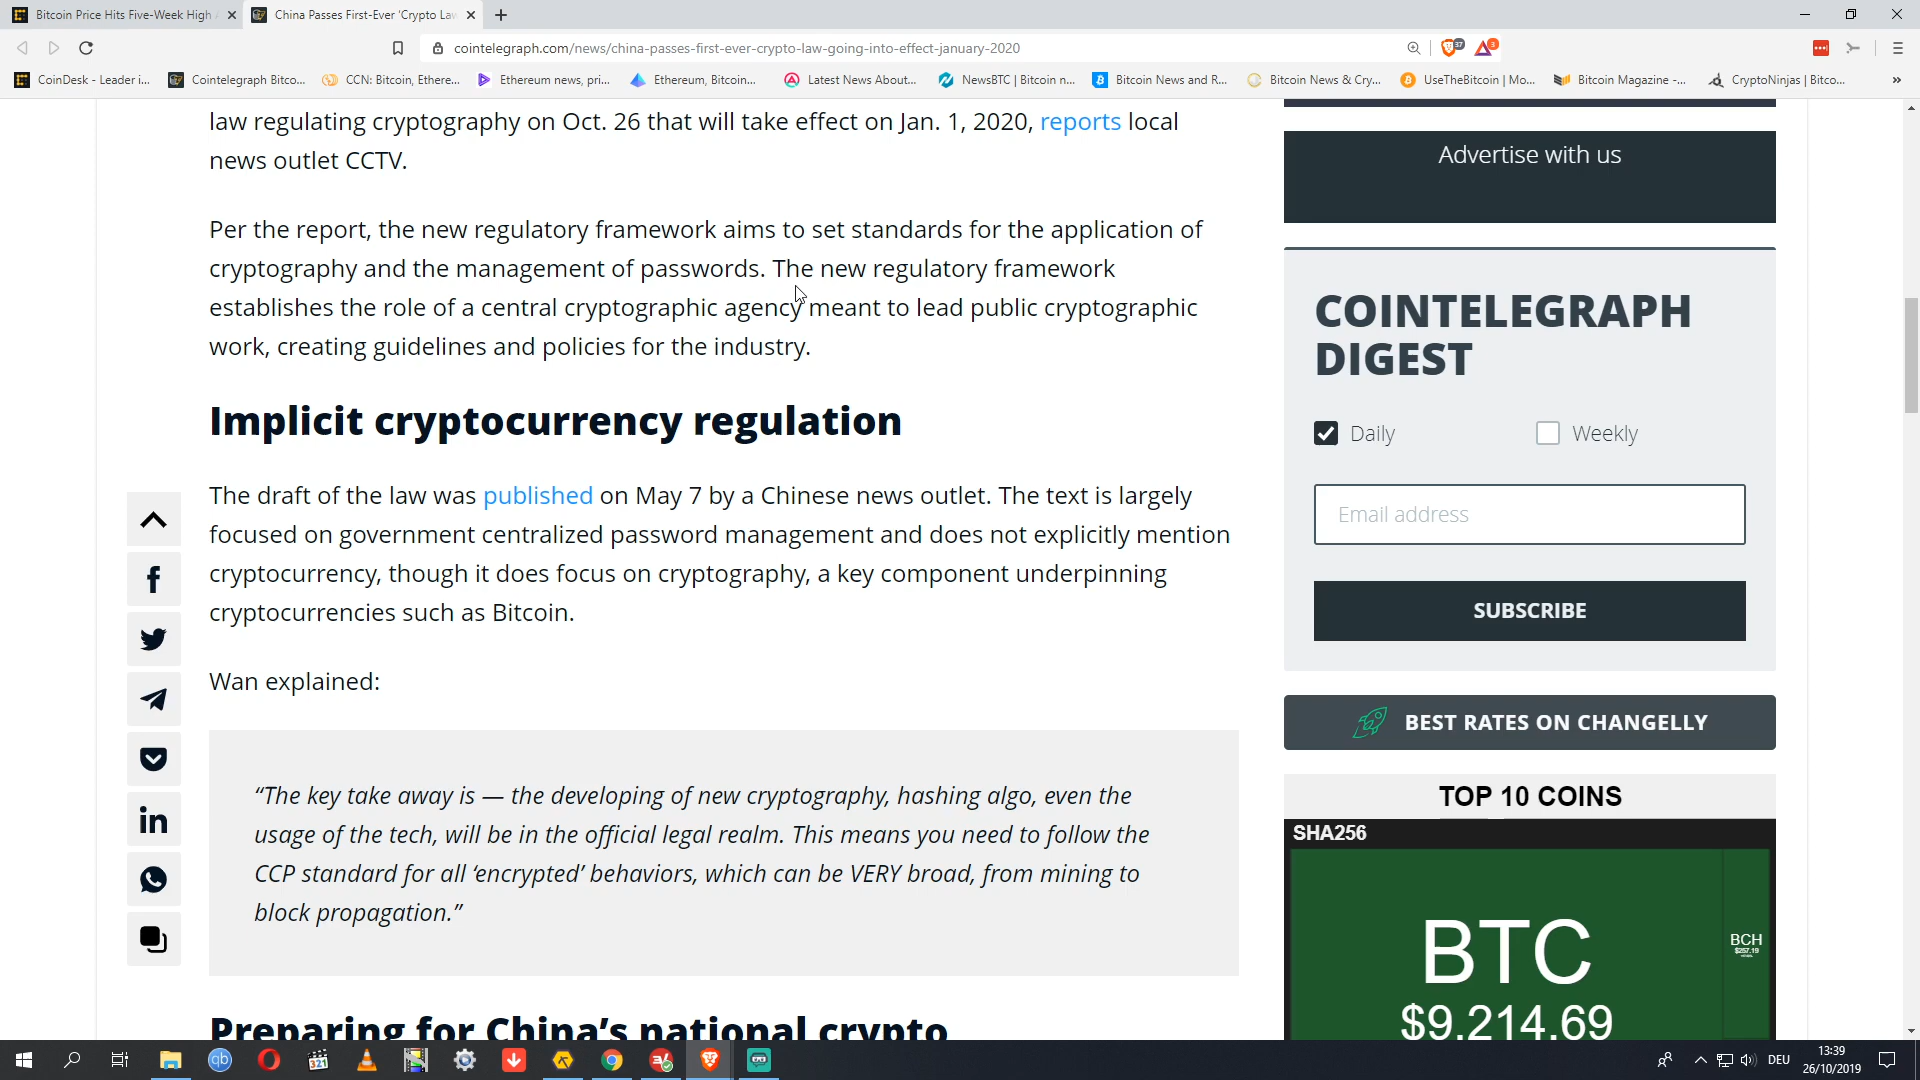 Bitcoin Price Hits Five-Week High
China Passes First-Ever 'Crypto La
cointelegraph.com/news/china-passes-first-ever-crypto-law-going-into-effect-january-2020
37
3
CoinDesk - Leader i...
Cointelegraph Bitco...
CCN: Bitcoin, Ethere...
Ethereum news, pri...
Ethereum, Bitcoin...
Latest News About...
NewsBTC | Bitcoin n...
Bitcoin News and R...
Bitcoin News & Cry...
UseTheBitcoin | Mo...
Bitcoin Magazine -...
CryptoNinjas | Bitco...
»
law regulating cryptography on Oct. 26 that will take effect on Jan. 1, 2020, reports local
news outlet CCTV.
Per the report, the new regulatory framework aims to set standards for the application of
cryptography and the management of passwords. The new regulatory framework
establishes the role of a central cryptographic agency meant to lead public cryptographic
work, creating guidelines and policies for the industry.
Implicit cryptocurrency regulation
The draft of the law was published on May 7 by a Chinese news outlet. The text is largely
focused on government centralized password management and does not explicitly mention
cryptocurrency, though it does focus on cryptography, a key component underpinning
cryptocurrencies such as Bitcoin.
Wan explained:
“The key take away is — the developing of new cryptography, hashing algo, even the
usage of the tech, will be in the official legal realm. This means you need to follow the
CCP standard for all ‘encrypted’ behaviors, which can be VERY broad, from mining to
block propagation.”
Preparing for China’s national crypto
Advertise with us
COINTELEGRAPH
DIGEST
Daily
Weekly
Email address
SUBSCRIBE
BEST RATES ON CHANGELLY
TOP 10 COINS
SHA256
BTC
$9,214.69
BCH
$257.19
qb
321
DEU
13:39
26/10/2019